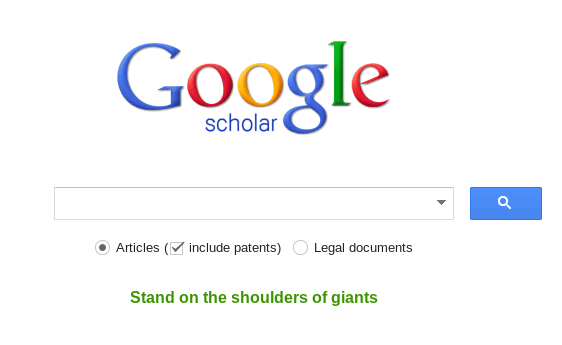 Google
scholar
Articles (include patents) Legal documents
Stand on the shoulders of giants